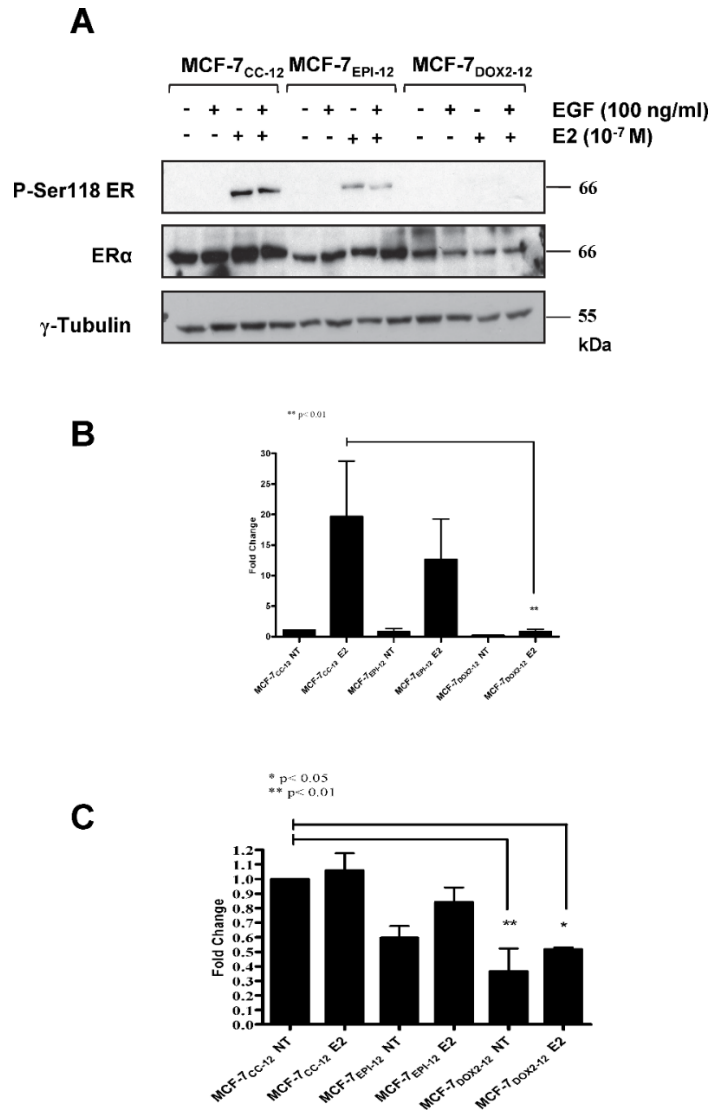 A
MCF-7CC-12 MCF-7EPI-12 MCF-7DOX2-12
- + - + - + - + - + - + EGF (100 ng/ml)
- - + + - - + + - - + + E2 (10-7 M)
P-Ser118 ER 66
ERα 66
γ-Tubulin 55
kDa
B
** p< 0.01
30
25
20
15
10
5
0
Fold Change
**
MCF-7CC-12 NT
MCF-7CC-12 E2
MCF-7EPI-12 NT
MCF-7EPI-12 E2
MCF-7DOX2-12 NT
MCF-7DOX2-12 E2
C
* p< 0.05
** p< 0.01
1.2
1.1
1.0
0.9
0.8
0.7
0.6
0.5
0.4
0.3
0.2
0.1
0.0
Fold Change
**
*
MCF-7CC-12 NT
MCF-7CC-12 E2
MCF-7EPI-12 NT
MCF-7EPI-12 E2
MCF-7DOX2-12 NT
MCF-7DOX2-12 E2